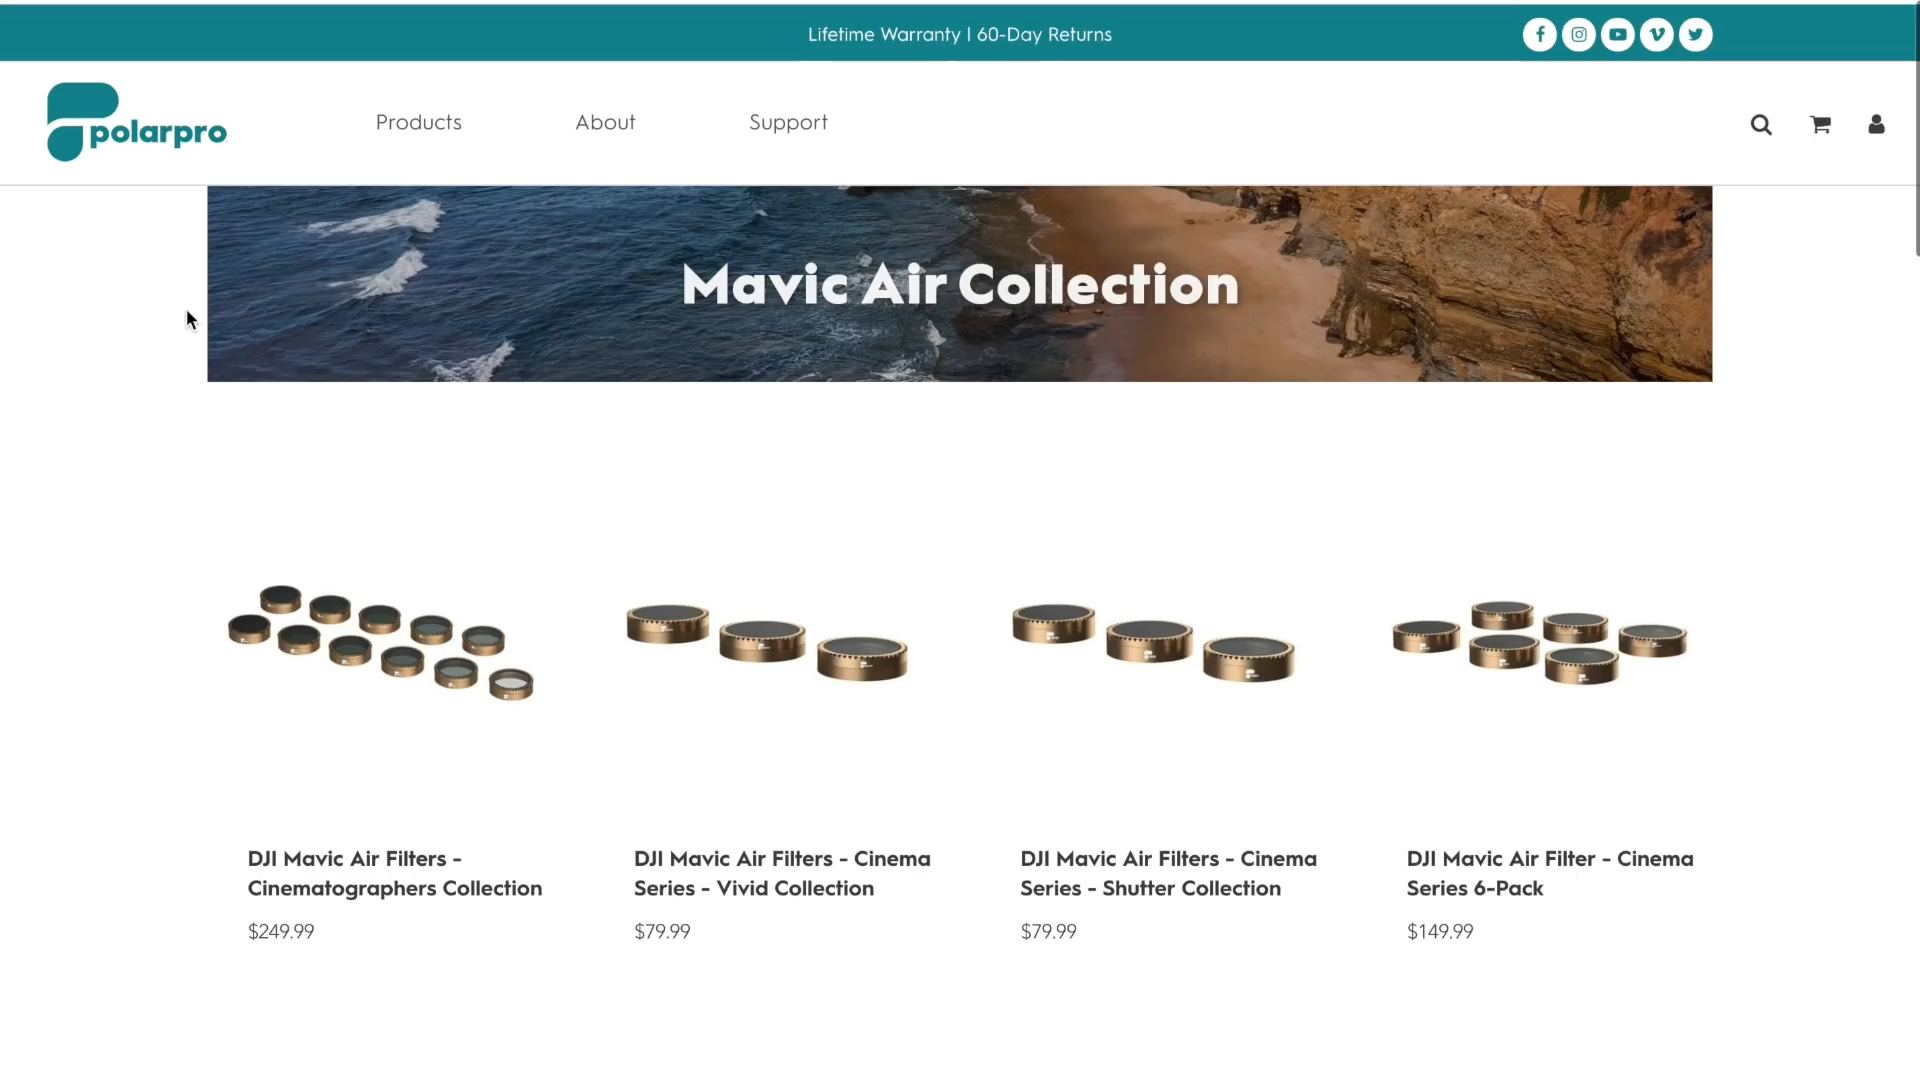 Lifetime Warranty | 60-Day Returns
polarpro
Products
About
Support
Mavic Air Collection
DJI Mavic Air Filters -
Cinematographers Collection
$249.99
DJI Mavic Air Filters - Cinema
Series - Vivid Collection
$79.99
DJI Mavic Air Filters - Cinema
Series - Shutter Collection
$79.99
DJI Mavic Air Filter - Cinema
Series 6-Pack
$149.99